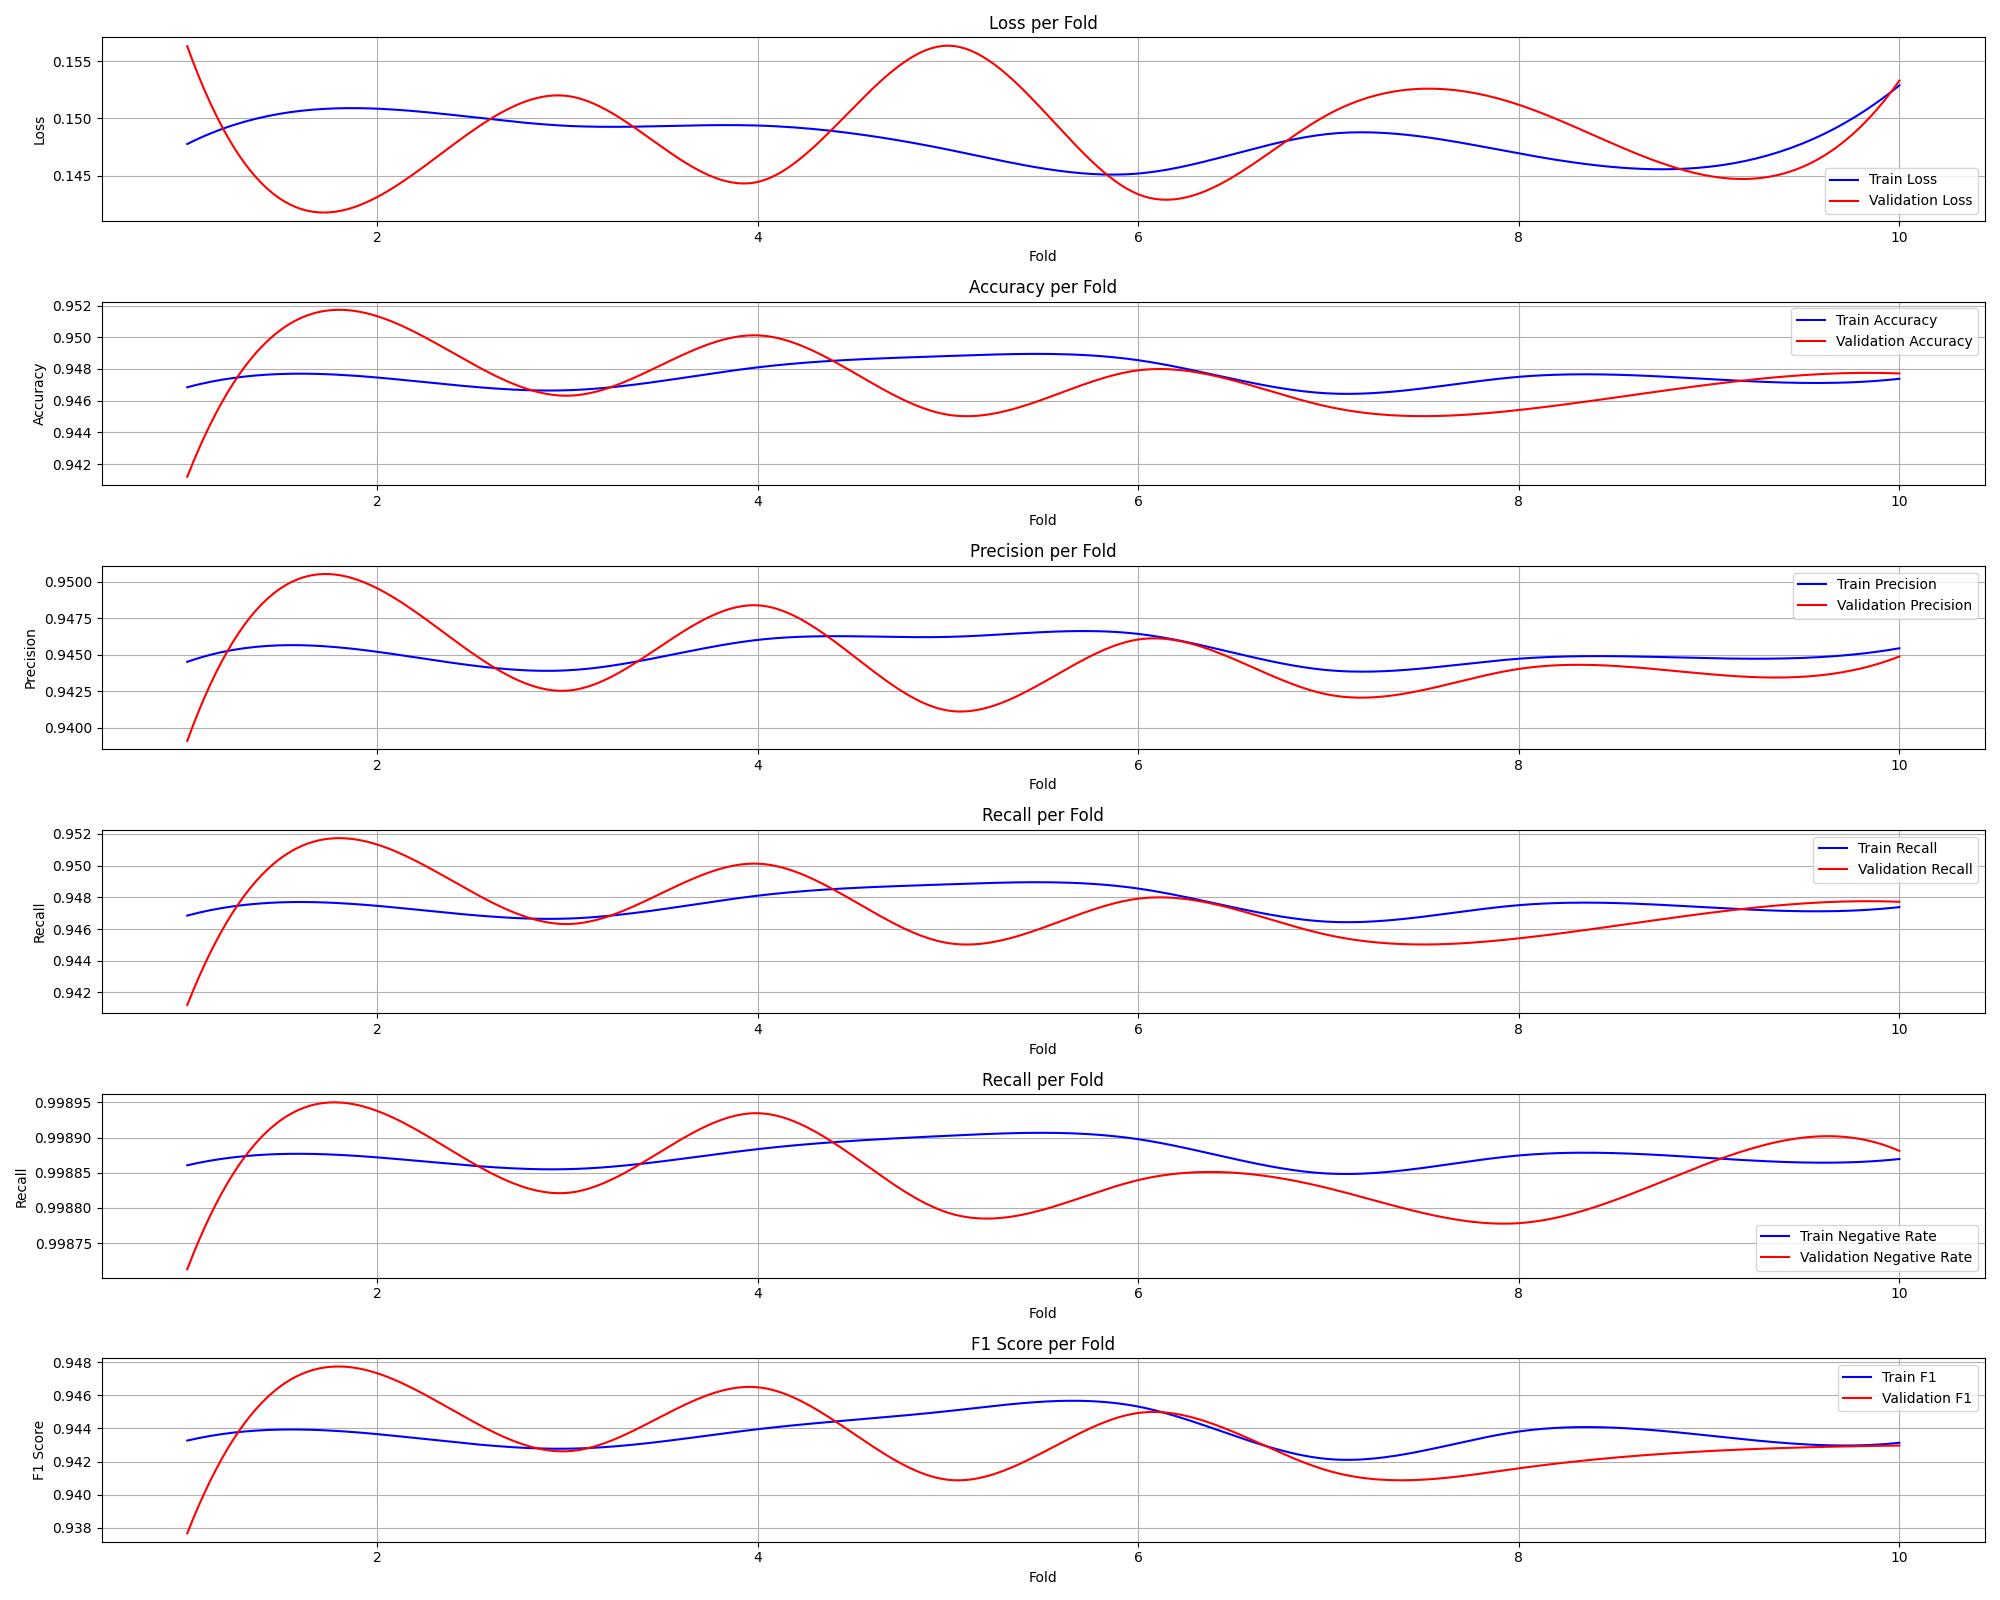 Loss per Fold
0.155
0.150
0.145
Loss
Train Loss
Validation Loss
2 4 6 8 10
Fold
Accuracy per Fold
0.952
0.950
0.948
0.946
0.944
0.942
Accuracy
Train Accuracy
Validation Accuracy
2 4 6 8 10
Fold
Precision per Fold
0.9500
0.9475
0.9450
0.9425
0.9400
Precision
Train Precision
Validation Precision
2 4 6 8 10
Fold
Recall per Fold
0.952
0.950
0.948
0.946
0.944
0.942
Recall
Train Recall
Validation Recall
2 4 6 8 10
Fold
Recall per Fold
0.99895
0.99890
0.99885
0.99880
0.99875
Recall
Train Negative Rate
Validation Negative Rate
2 4 6 8 10
Fold
F1 Score per Fold
0.948
0.946
0.944
0.942
0.940
0.938
F1 Score
Train F1
Validation F1
2 4 6 8 10
Fold